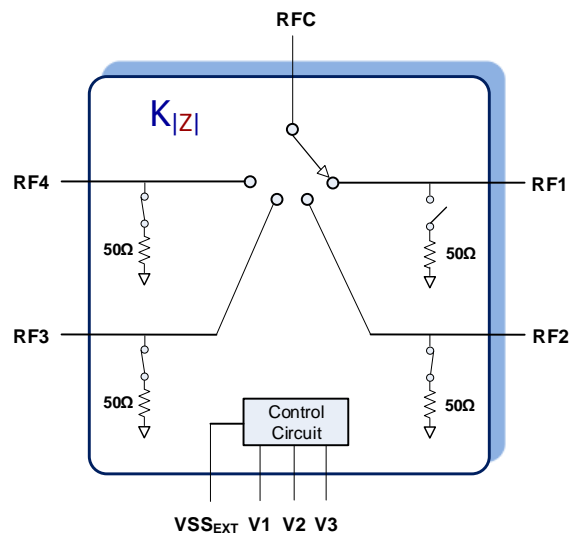 RFC
K|Z|
RF4
RF1
50Ω
50Ω
RF3
RF2
50Ω
50Ω
Control
Circuit
VSSEXT V1 V2 V3